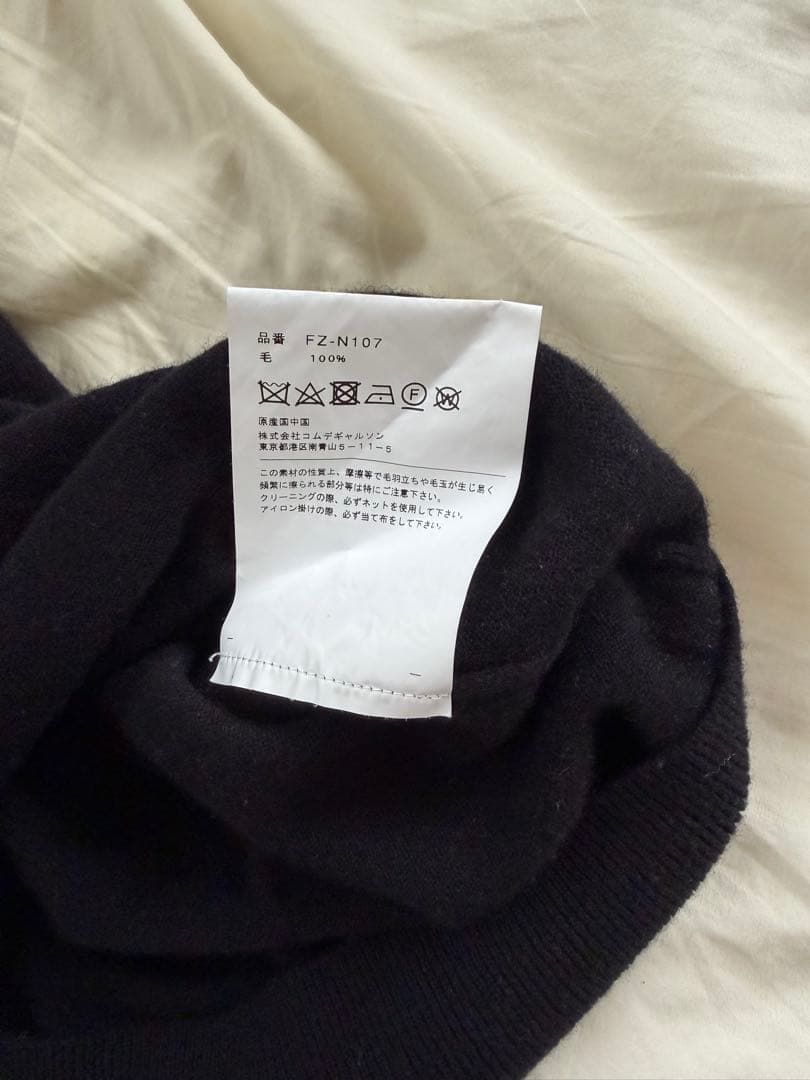 品番 FZ-N107
毛 100%
F W
原産国中国
株式会社コムデギャルソン
東京都港区南青山5-11-5
この素材の性質上、摩擦等で毛羽立ちや毛玉が生じ易く
頻繁に擦られる部分等は特にご注意下さい。
クリーニングの際、必ずネットを使用して下さい。
アイロン掛けの際、必ず当て布をして下さい。